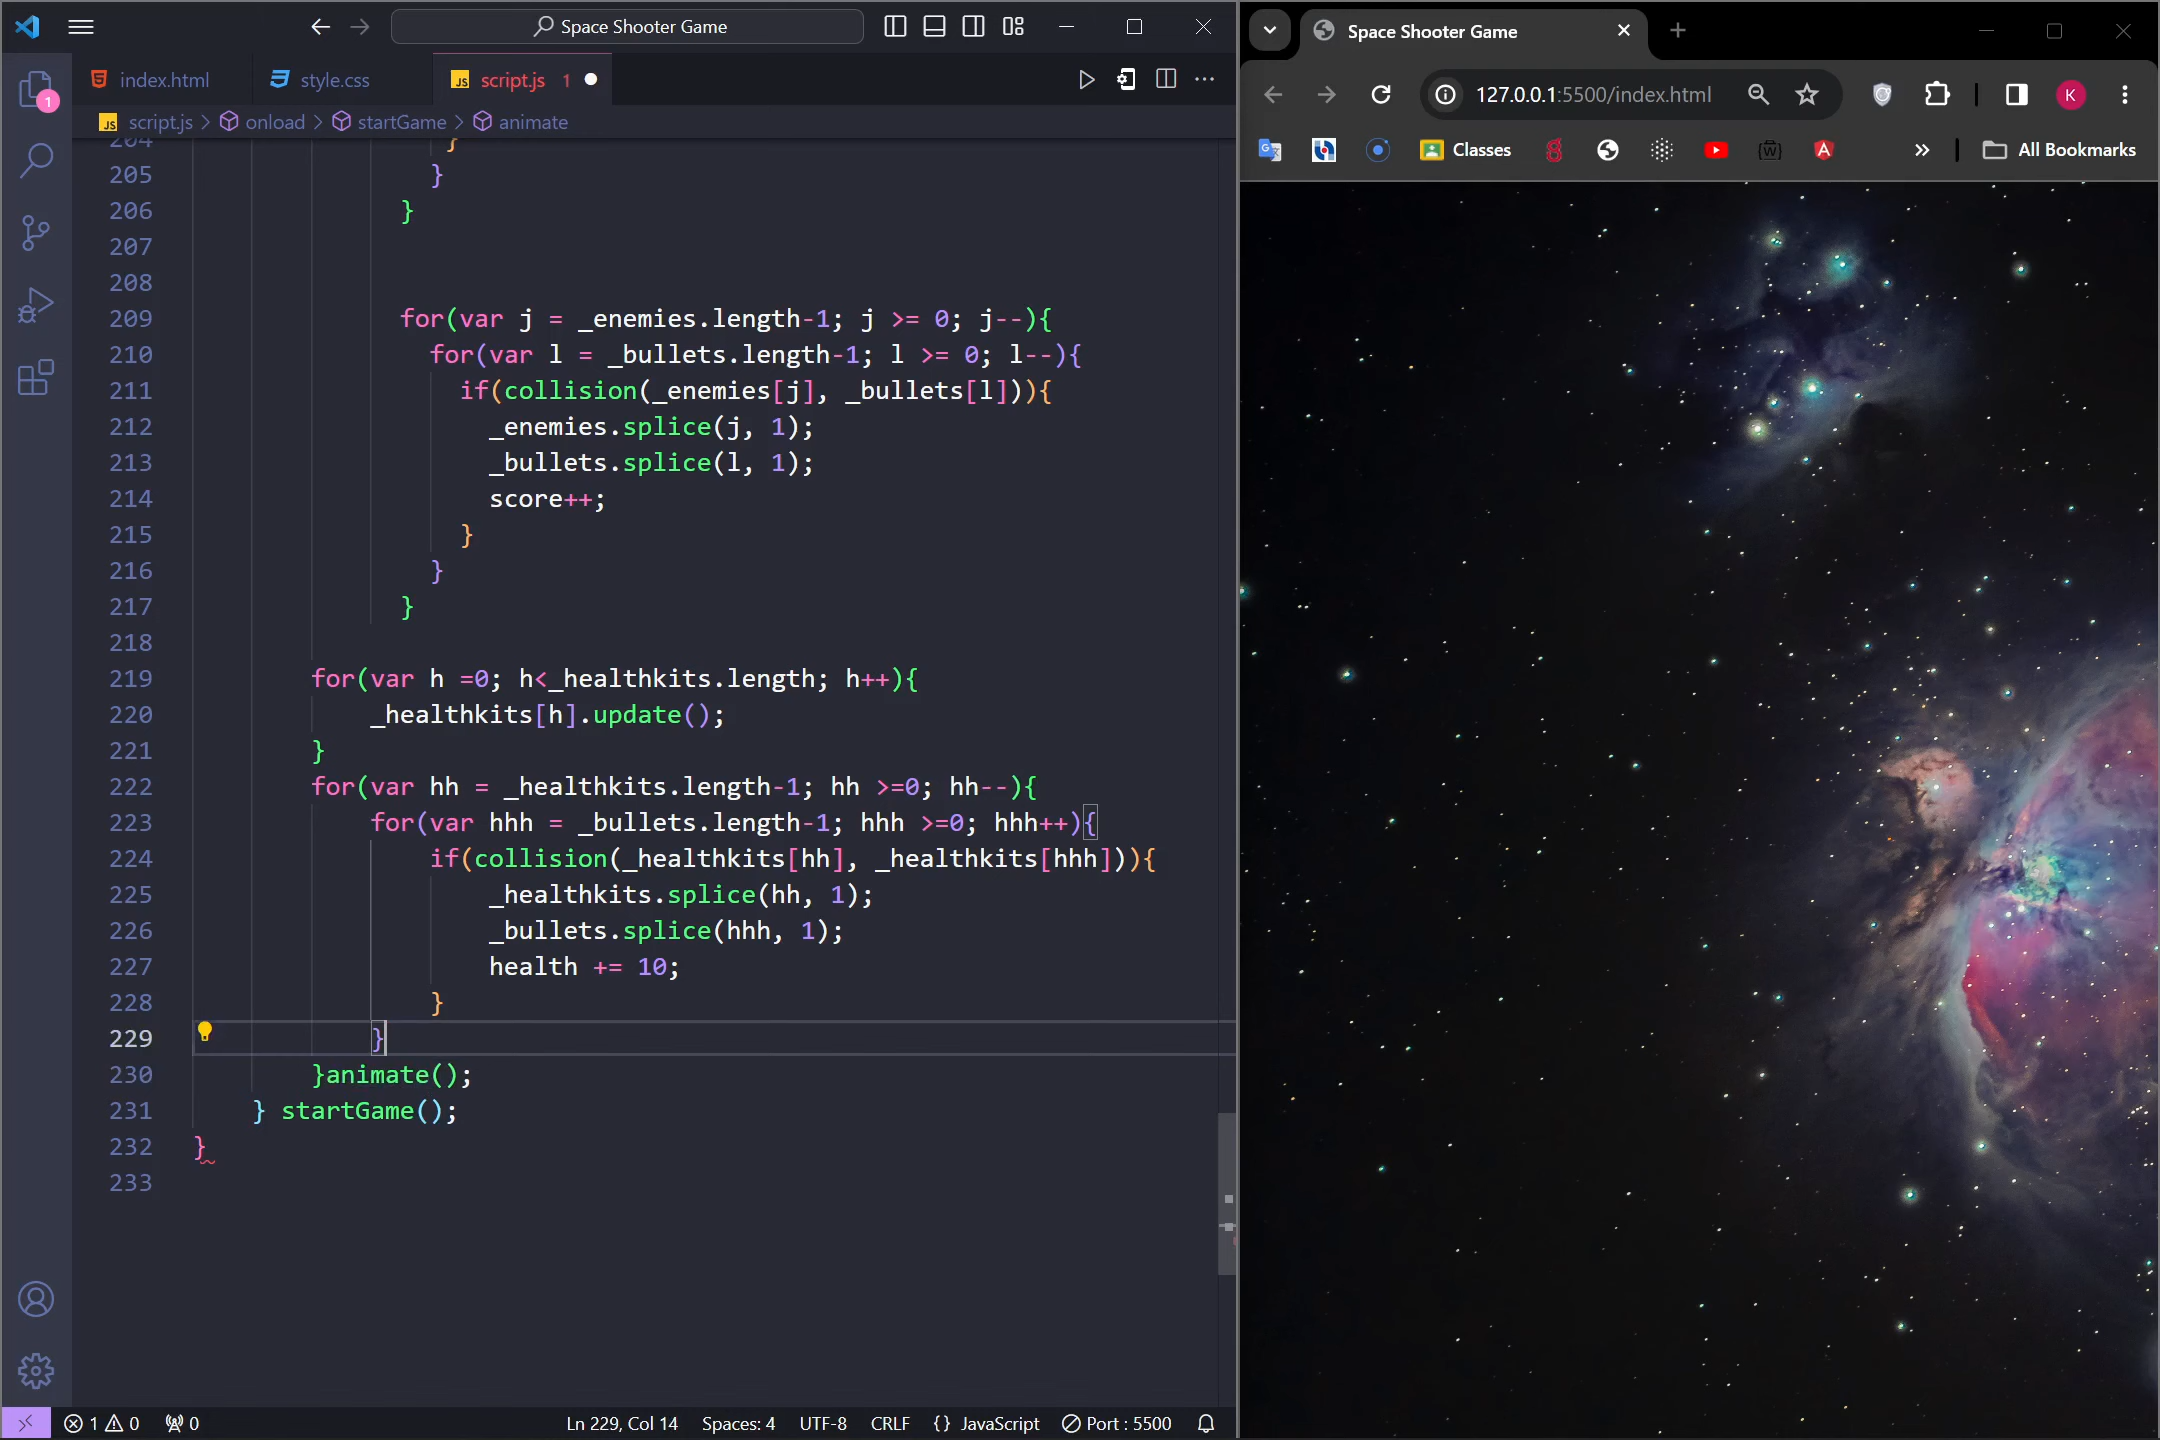 Space Shooter Game
index.html
style.css
JS script.js 1
JS script.js > onload > startGame > animate
204 }
205 }
206 }
207
208
209 for(var j = _enemies.length-1; j >= 0; j--){
210 for(var l = _bullets.length-1; l >= 0; l--){
211 if(collision(_enemies[j], _bullets[l])){
212 _enemies.splice(j, 1);
213 _bullets.splice(l, 1);
214 score++;
215 }
216 }
217 }
218
219 for(var h =0; h<_healthkits.length; h++){
220 _healthkits[h].update();
221 }
222 for(var hh = _healthkits.length-1; hh >=0; hh--){
223 for(var hhh = _bullets.length-1; hhh >=0; hhh++){
224 if(collision(_healthkits[hh], _healthkits[hhh])){
225 _healthkits.splice(hh, 1);
226 _bullets.splice(hhh, 1);
227 health += 10;
228 }
229 }
230 }animate();
231 } startGame();
232 }
233
1
1 0 0
Ln 229, Col 14 Spaces: 4 UTF-8 CRLF {} JavaScript Port : 5500
Space Shooter Game
127.0.0.1:5500/index.html
K
Classes
All Bookmarks